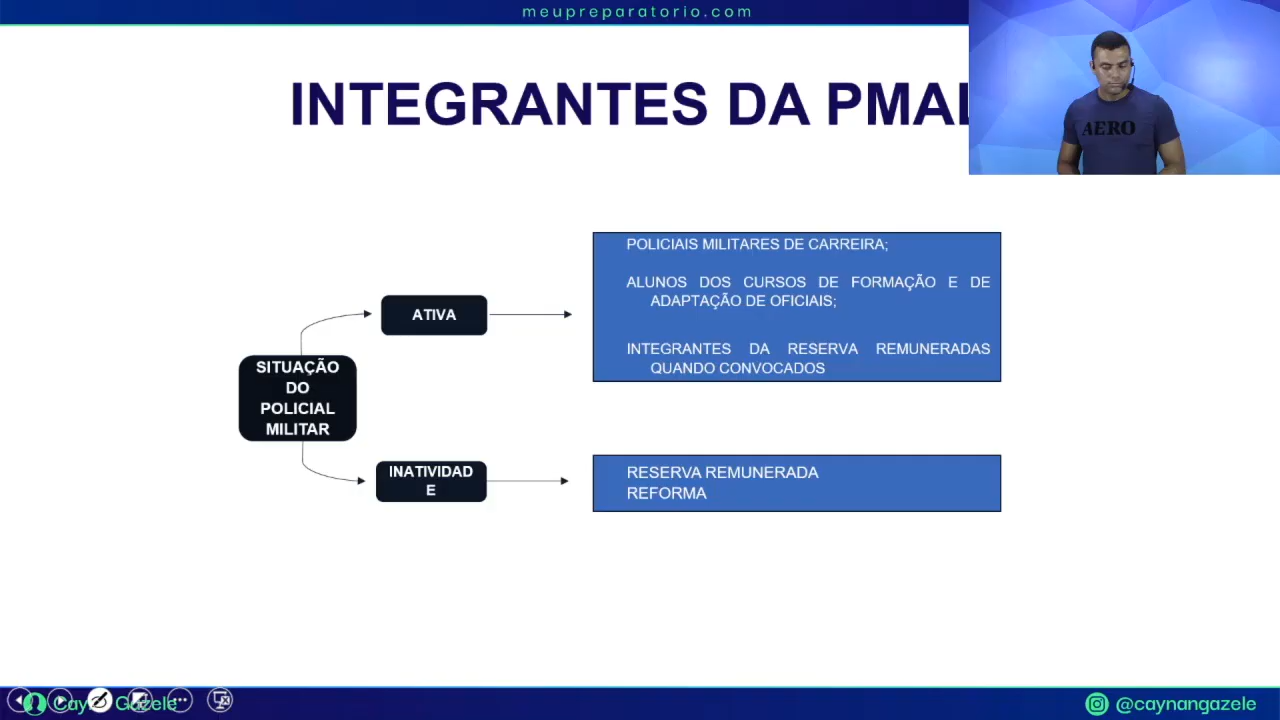 meupreparatorio.com
INTEGRANTES DA PMAL
AERO
POLICIAIS MILITARES DE CARREIRA;
ALUNOS DOS CURSOS DE FORMAÇÃO E DE
ADAPTAÇÃO DE OFICIAIS;
INTEGRANTES DA RESERVA REMUNERADAS
QUANDO CONVOCADOS
ATIVA
SITUAÇÃO
DO
POLICIAL
MILITAR
INATIVIDAD
E
RESERVA REMUNERADA
REFORMA
Gazele
@caynangazele